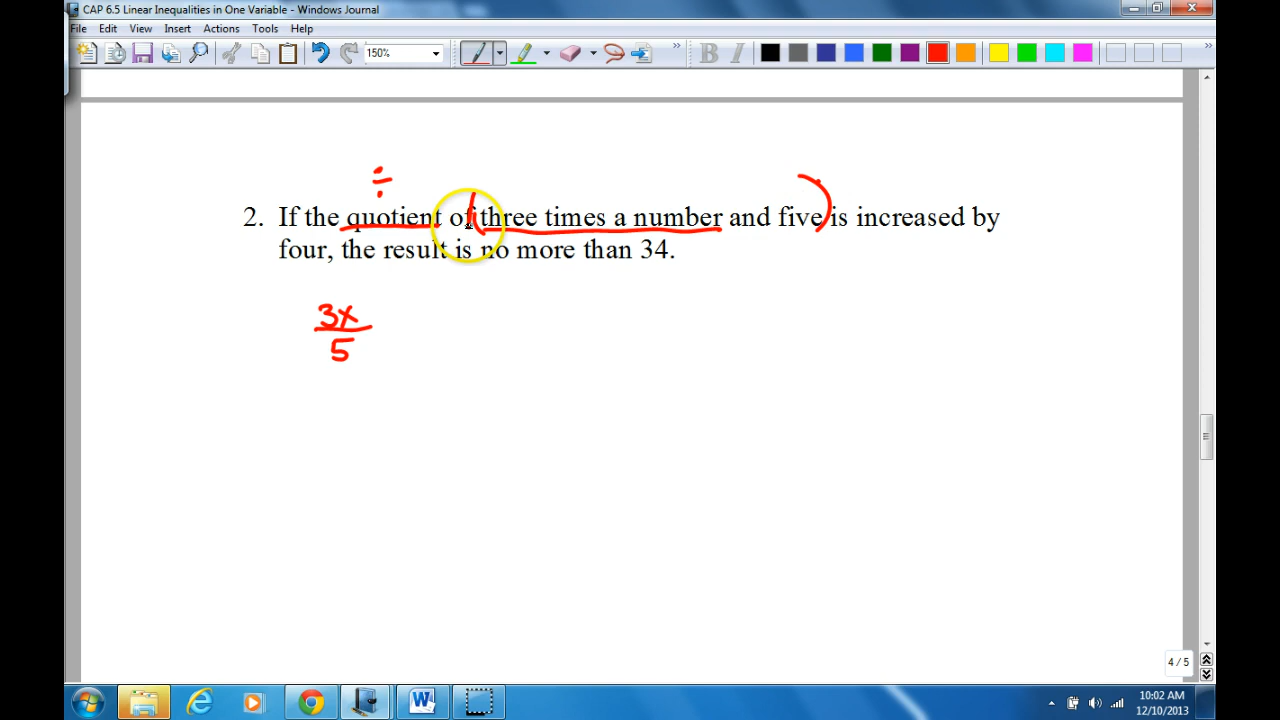 CAP 6.5 Linear Inequalities in One Variable - Windows Journal
File Edit View Insert Actions Tools Help
150% B I
÷
2. If the quotient of (three times a number and five) is increased by
four, the result is no more than 34.
3x
5
4 / 5
W
10:02 AM
12/10/2013